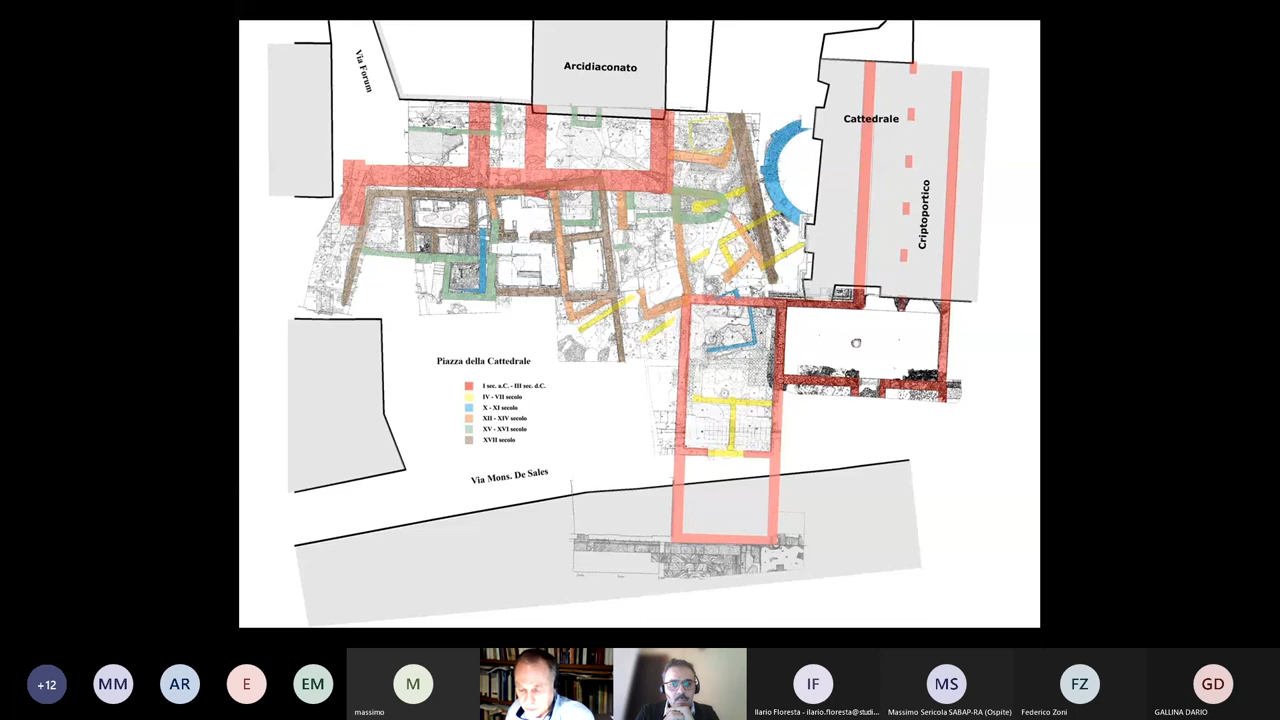 Via Forum
Arcidiaconato
Cattedrale
Criptoportico
Piazza della Cattedrale
I sec. a.C. - III sec. d.C.
IV - VII secolo
X - XI secolo
XII - XIV secolo
XV - XVI secolo
XVII secolo
Via Mons. De Sales
+12
MM
AR
E
EM
M
massimo
IF
Ilario Floresta - ilario.floresta@studi...
MS
Massimo Sericola SABAP-RA (Ospite)
FZ
Federico Zoni
GD
GALLINA DARIO